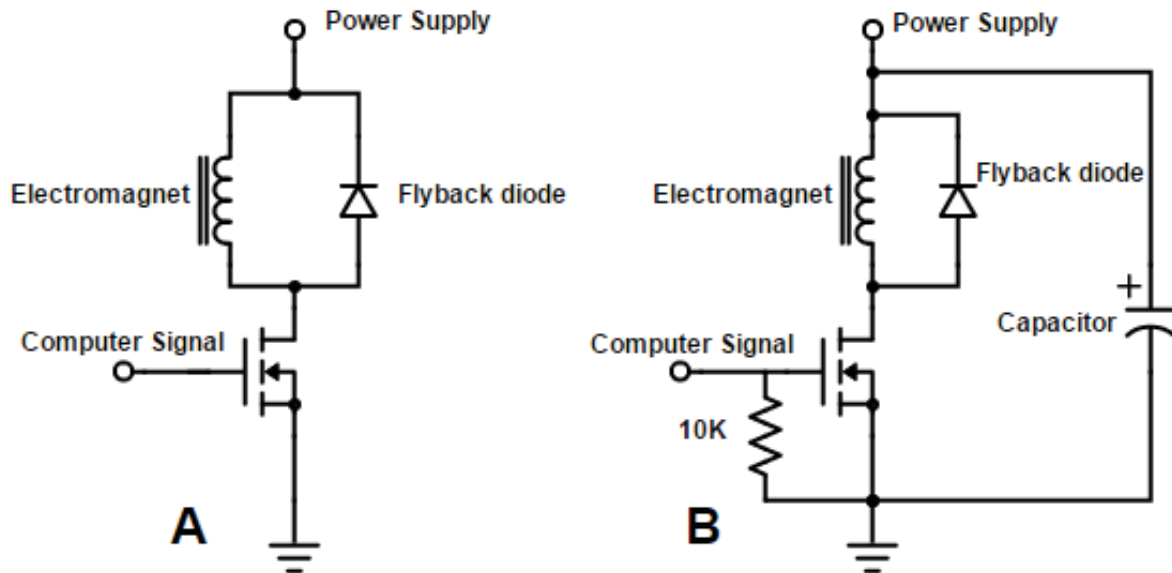 Power Supply
Electromagnet
Flyback diode
Computer Signal
A
Power Supply
Electromagnet
Flyback diode
+
Capacitor
Computer Signal
10K
B